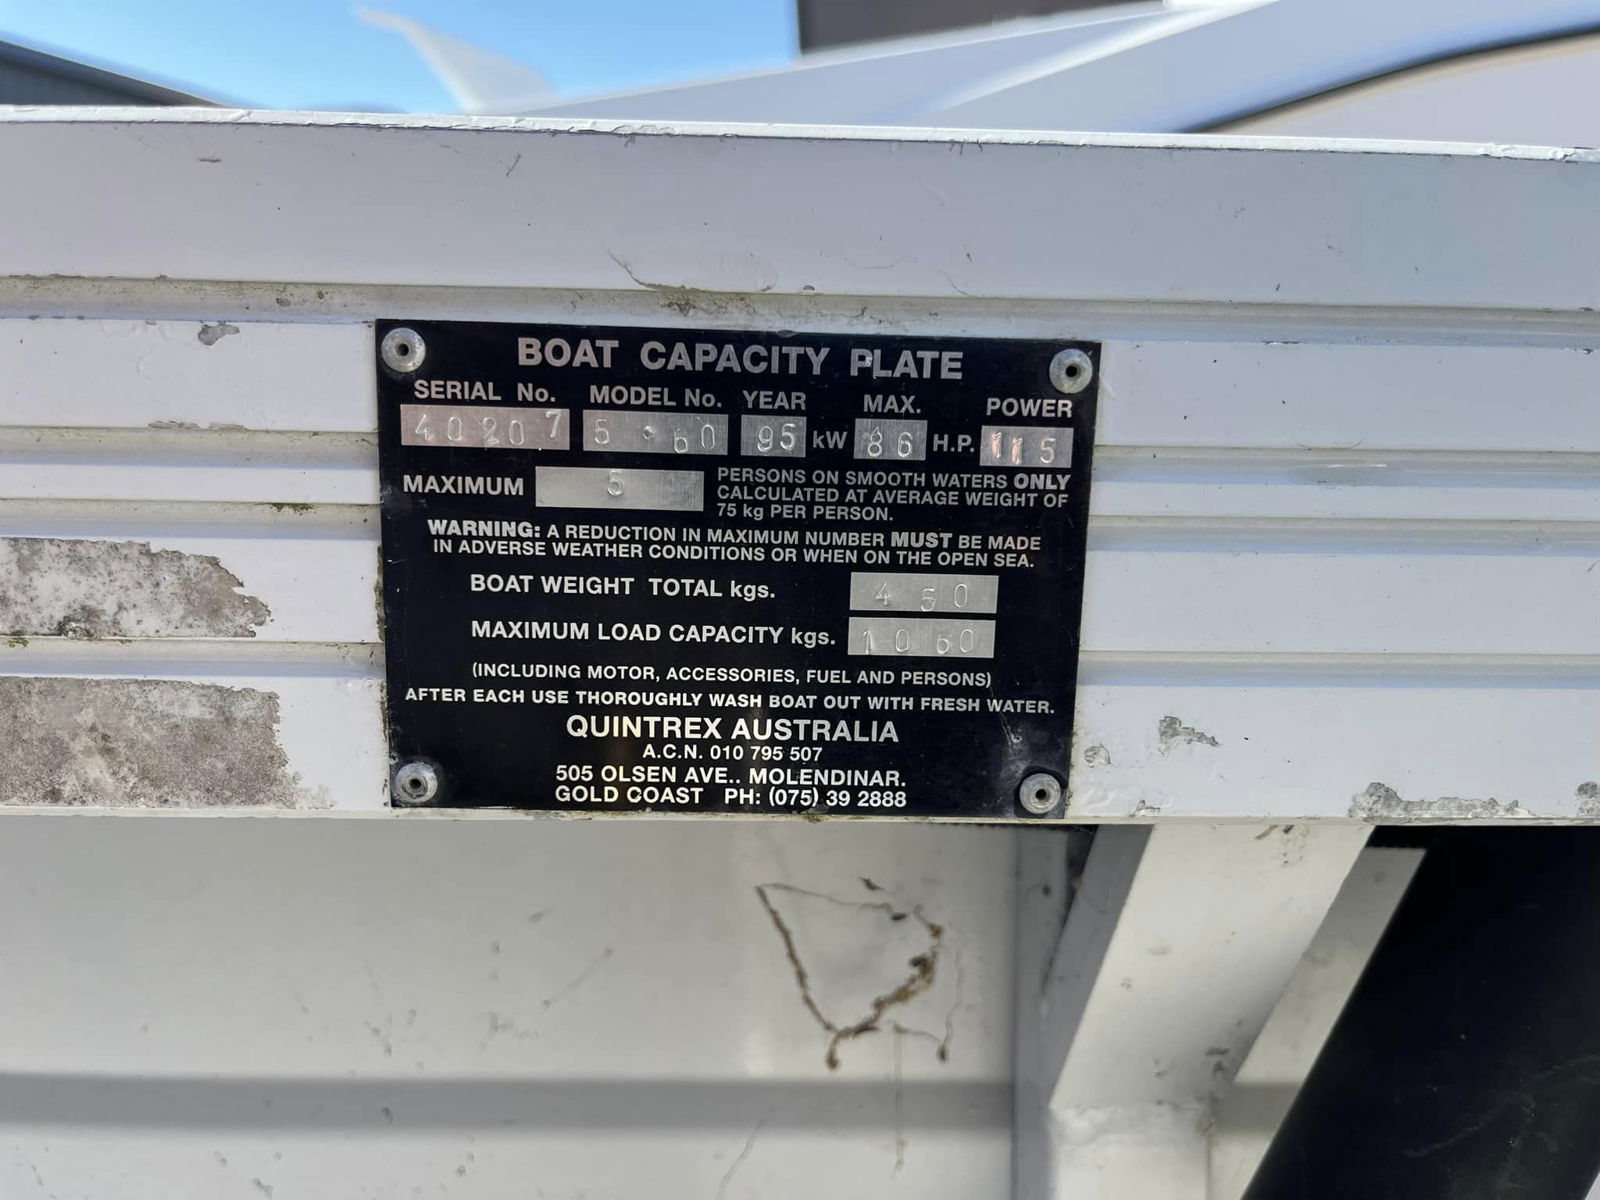 BOAT CAPACITY PLATE
SERIAL No. MODEL No. YEAR MAX. POWER
40207 5·60 95 kW 86 H.P. 115
MAXIMUM 5 PERSONS ON SMOOTH WATERS ONLY
CALCULATED AT AVERAGE WEIGHT OF
75 kg PER PERSON.
WARNING: A REDUCTION IN MAXIMUM NUMBER MUST BE MADE
IN ADVERSE WEATHER CONDITIONS OR WHEN ON THE OPEN SEA.
BOAT WEIGHT TOTAL kgs. 450
MAXIMUM LOAD CAPACITY kgs. 1060
(INCLUDING MOTOR, ACCESSORIES, FUEL AND PERSONS)
AFTER EACH USE THOROUGHLY WASH BOAT OUT WITH FRESH WATER.
QUINTREX AUSTRALIA
A.C.N. 010 795 507
505 OLSEN AVE.. MOLENDINAR.
GOLD COAST PH: (075) 39 2888